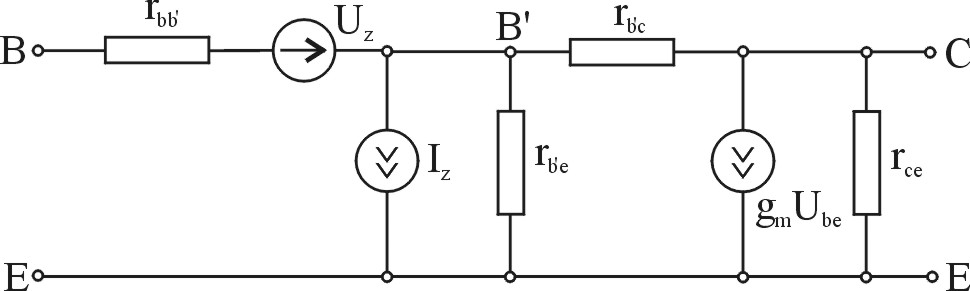 r_bb'
U_z
B
B'
r_b'c
C
I_z
r_b'e
g_m U_be
r_ce
E
E